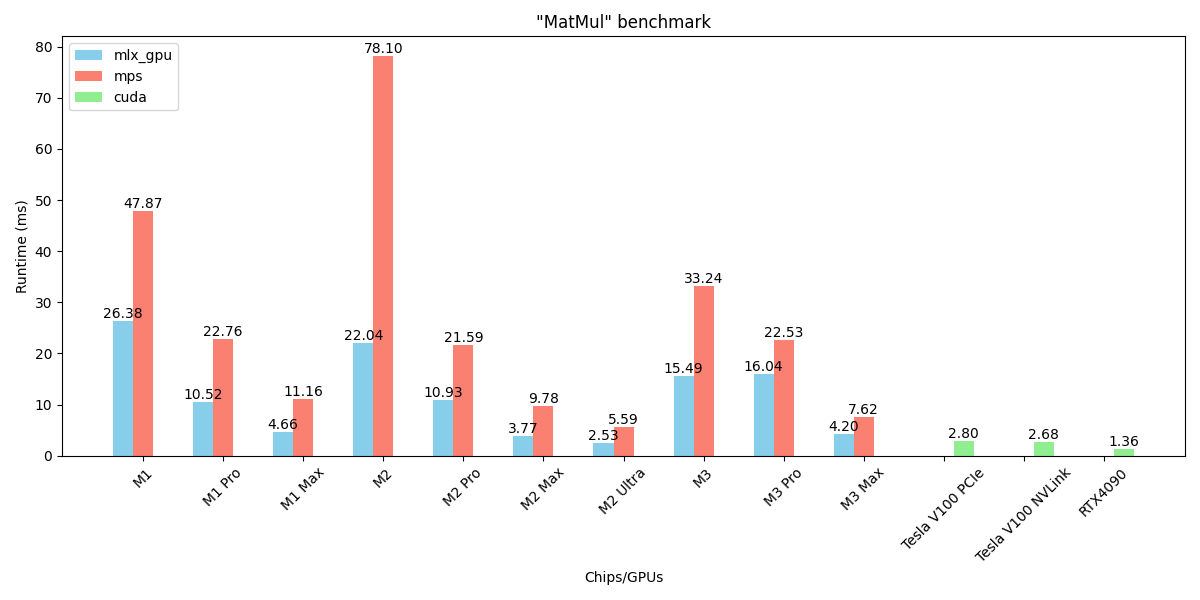 "MatMul" benchmark
mlx_gpu
mps
cuda
Runtime (ms)
80
70
60
50
40
30
20
10
0
26.38
47.87
10.52
22.76
4.66
11.16
22.04
78.10
10.93
21.59
3.77
9.78
2.53
5.59
15.49
33.24
16.04
22.53
4.20
7.62
2.80
2.68
1.36
M1
M1 Pro
M1 Max
M2
M2 Pro
M2 Max
M2 Ultra
M3
M3 Pro
M3 Max
Tesla V100 PCIe
Tesla V100 NVLink
RTX4090
Chips/GPUs